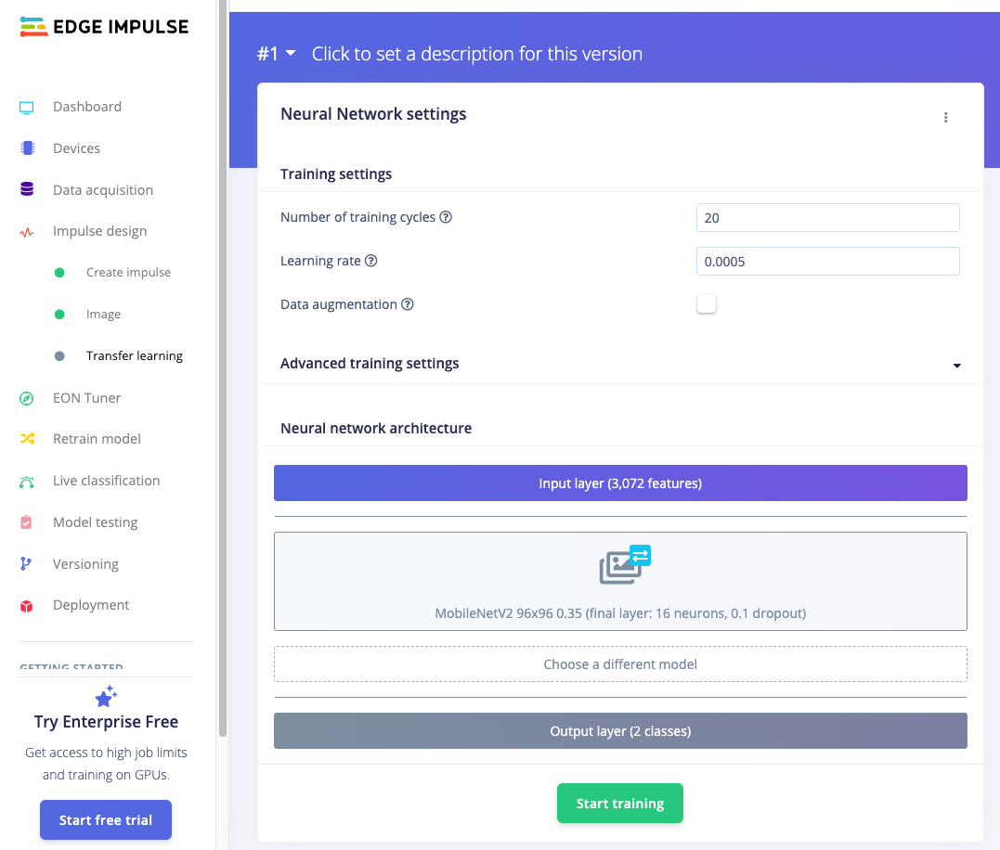 EDGE IMPULSE
Dashboard
Devices
Data acquisition
Impulse design
Create impulse
Image
Transfer learning
EON Tuner
Retrain model
Live classification
Model testing
Versioning
Deployment
GETTING STARTED
Try Enterprise Free
Get access to high job limits
and training on GPUs.
Start free trial
#1 Click to set a description for this version
Neural Network settings
Training settings
Number of training cycles 20
Learning rate 0.0005
Data augmentation
Advanced training settings
Neural network architecture
Input layer (3,072 features)
MobileNetV2 96x96 0.35 (final layer: 16 neurons, 0.1 dropout)
Choose a different model
Output layer (2 classes)
Start training